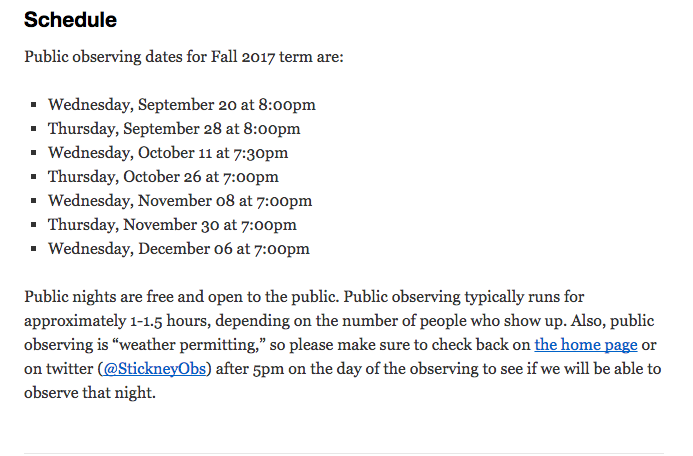 Schedule
Public observing dates for Fall 2017 term are:
Wednesday, September 20 at 8:00pm
Thursday, September 28 at 8:00pm
Wednesday, October 11 at 7:30pm
Thursday, October 26 at 7:00pm
Wednesday, November 08 at 7:00pm
Thursday, November 30 at 7:00pm
Wednesday, December 06 at 7:00pm
Public nights are free and open to the public. Public observing typically runs for
approximately 1-1.5 hours, depending on the number of people who show up. Also, public
observing is “weather permitting,” so please make sure to check back on the home page or
on twitter (@StickneyObs) after 5pm on the day of the observing to see if we will be able to
observe that night.